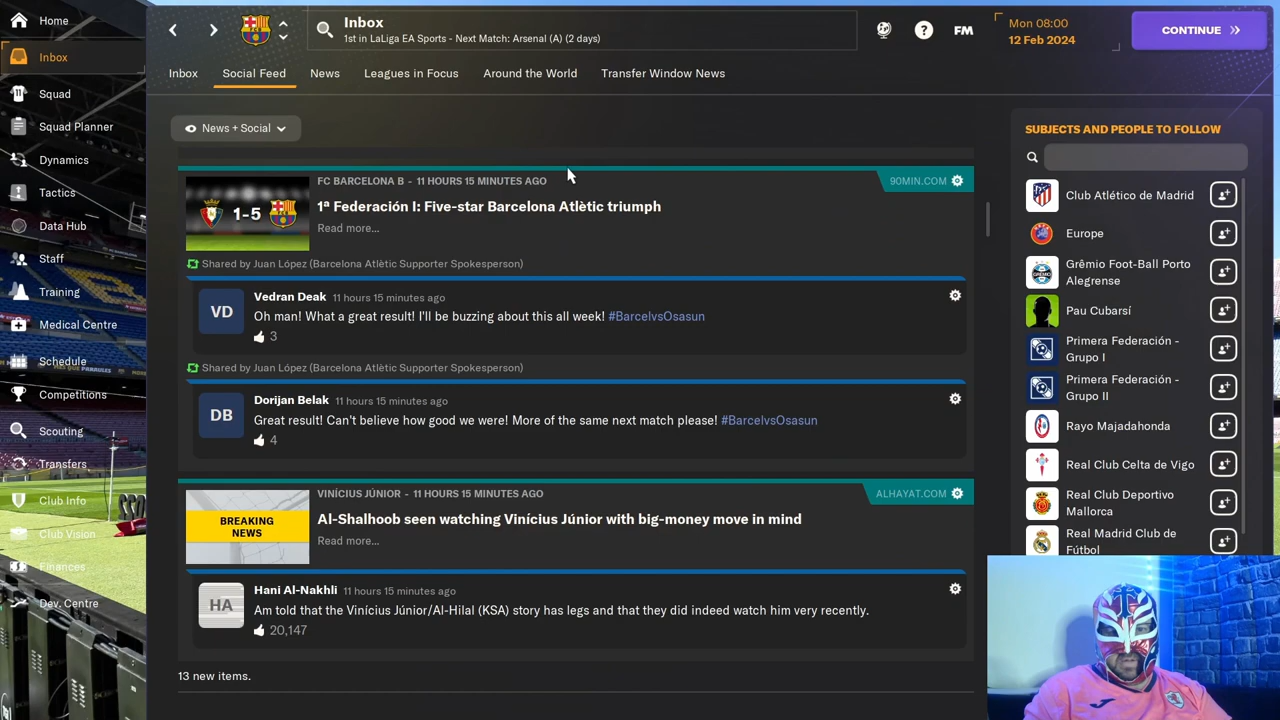 Home
Inbox
Squad
Squad Planner
Dynamics
Tactics
Data Hub
Staff
Training
Medical Centre
Schedule
Competitions
Scouting
Transfers
Club Info
Club Vision
Finances
Dev. Centre
Inbox
1st in LaLiga EA Sports - Next Match: Arsenal (A) (2 days)
FM
Mon 08:00
12 Feb 2024
CONTINUE
Inbox
Social Feed
News
Leagues in Focus
Around the World
Transfer Window News
News + Social
FC BARCELONA B - 11 HOURS 15 MINUTES AGO
90MIN.COM
1-5
1ª Federación I: Five-star Barcelona Atlètic triumph
Read more...
Shared by Juan López (Barcelona Atlètic Supporter Spokesperson)
VD
Vedran Deak 11 hours 15 minutes ago
Oh man! What a great result! I'll be buzzing about this all week! #BarcelvsOsasun
3
Shared by Juan López (Barcelona Atlètic Supporter Spokesperson)
DB
Dorijan Belak 11 hours 15 minutes ago
Great result! Can't believe how good we were! More of the same next match please! #BarcelvsOsasun
4
VINÍCIUS JÚNIOR - 11 HOURS 15 MINUTES AGO
ALHAYAT.COM
BREAKING
NEWS
Al-Shalhoob seen watching Vinícius Júnior with big-money move in mind
Read more...
HA
Hani Al-Nakhli 11 hours 15 minutes ago
Am told that the Vinícius Júnior/Al-Hilal (KSA) story has legs and that they did indeed watch him very recently.
20,147
13 new items.
SUBJECTS AND PEOPLE TO FOLLOW
Club Atlético de Madrid
Europe
Grêmio Foot-Ball Porto
Alegrense
Pau Cubarsí
Primera Federación -
Grupo I
Primera Federación -
Grupo II
Rayo Majadahonda
Real Club Celta de Vigo
Real Club Deportivo
Mallorca
Real Madrid Club de
Fútbol